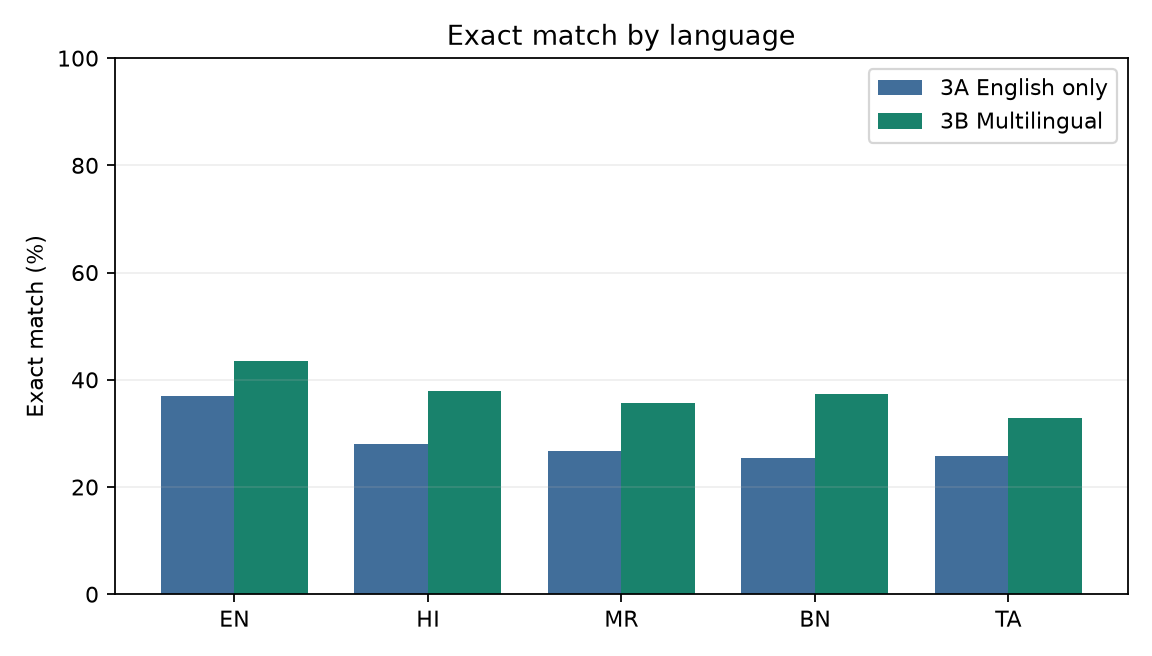 Exact match by language
100
80
60
40
20
0
Exact match (%)
3A English only
3B Multilingual
EN HI MR BN TA